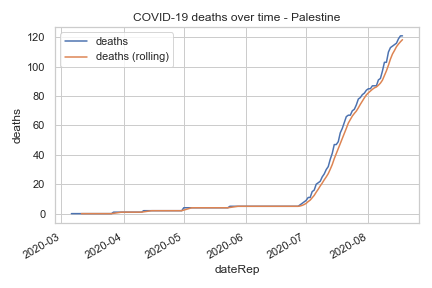 COVID-19 deaths over time - Palestine
deaths
deaths (rolling)
120
100
80
60
40
20
0
deaths
2020-03
2020-04
2020-05
2020-06
2020-07
2020-08
dateRep